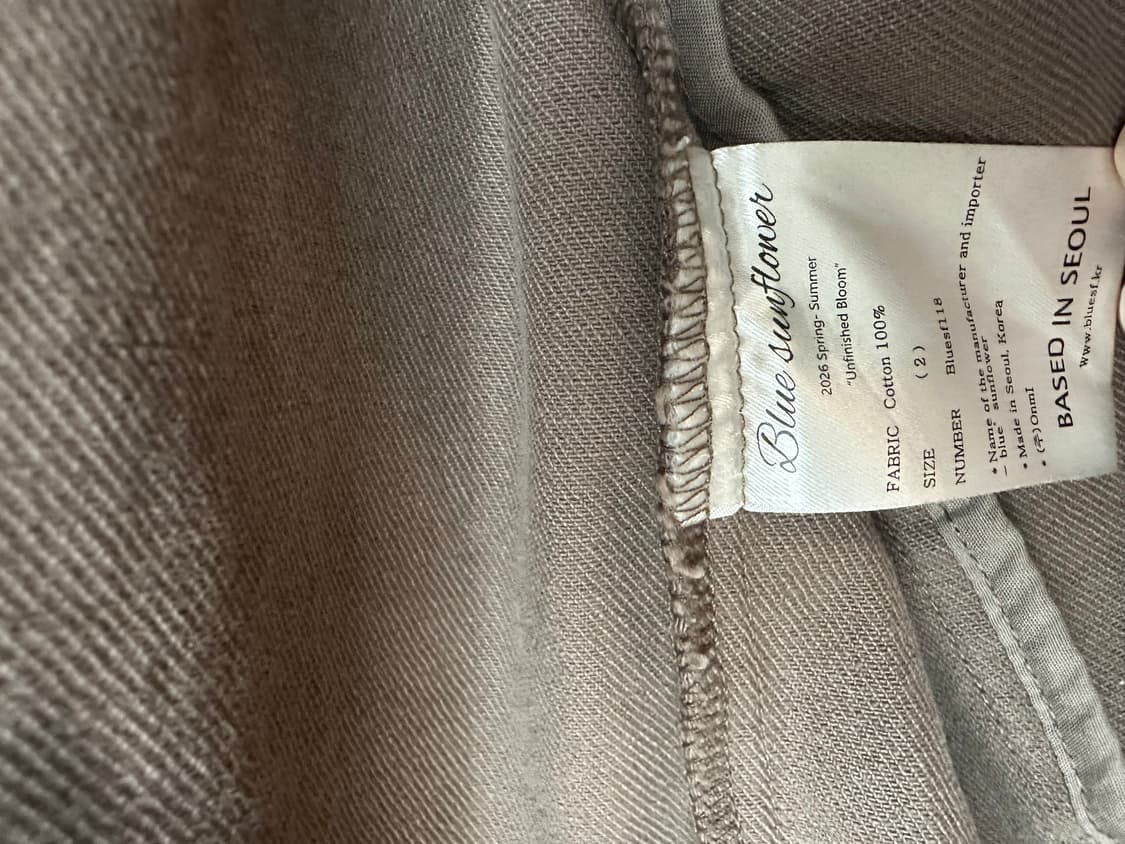 Blue sunflower
2026 Spring- Summer
"Unfinished Bloom"
FABRIC Cotton 100%
SIZE ( 2 )
NUMBER Bluesf118
• Name of the manufacturer and importer
– blue* sunflower
• Made in Seoul, Korea
• (주)OnmI
BASED IN SEOUL
www.bluesf.kr